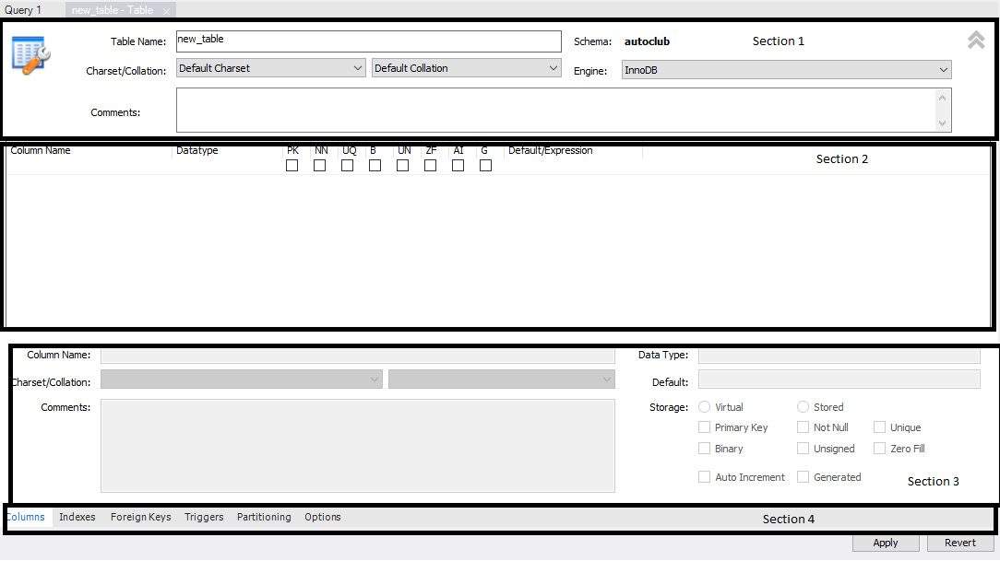 Query 1 new_table - Table
Table Name: new_table Schema: autoclub Section 1
Charset/Collation: Default Charset Default Collation Engine: InnoDB
Comments:
Column Name Datatype PK NN UQ B UN ZF AI G Default/Expression
Section 2
Column Name: Data Type:
Charset/Collation: Default:
Comments: Storage: Virtual Stored
Primary Key Not Null Unique
Binary Unsigned Zero Fill
Auto Increment Generated Section 3
Columns Indexes Foreign Keys Triggers Partitioning Options Section 4
Apply Revert